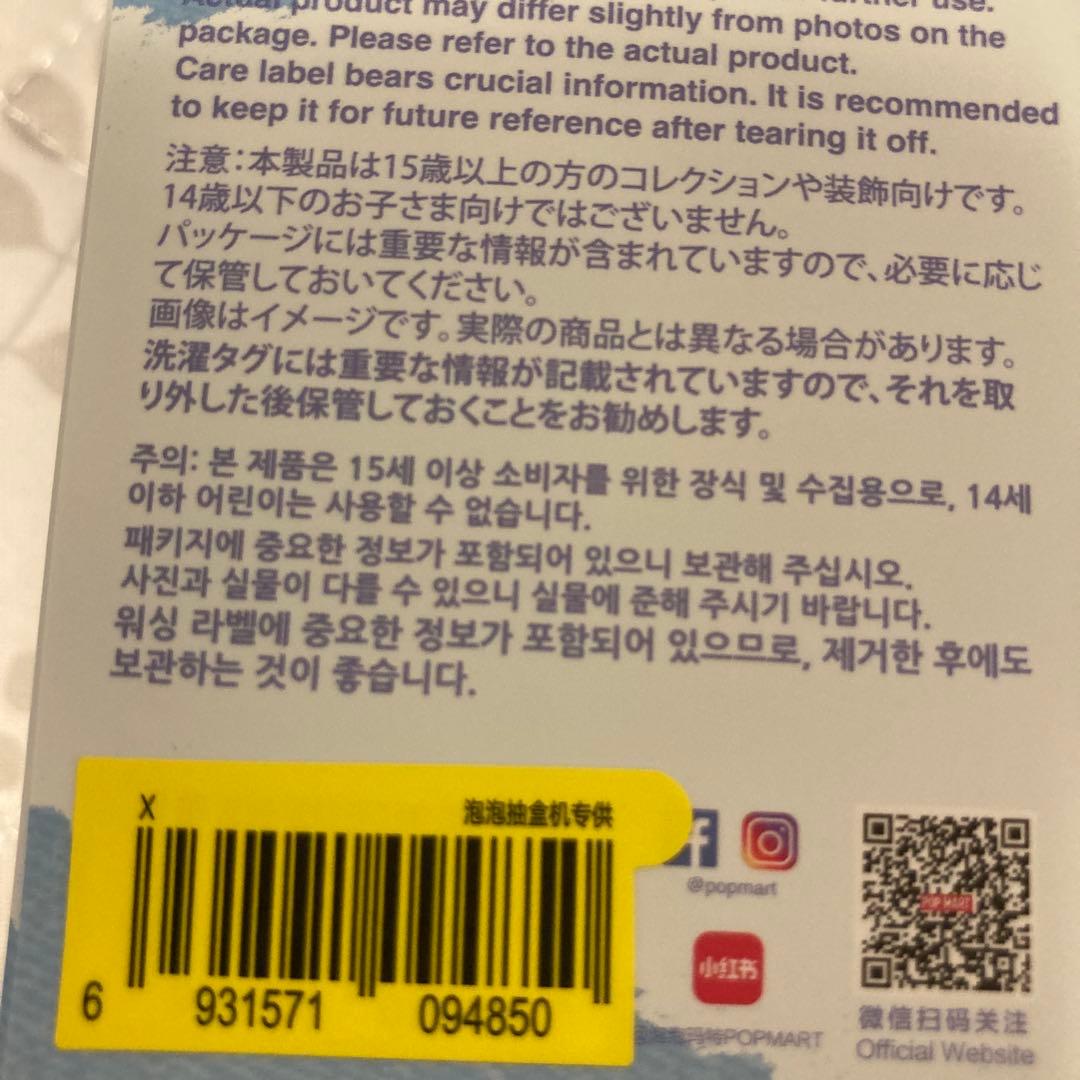 further use.
Actual product may differ slightly from photos on the
package. Please refer to the actual product.
Care label bears crucial information. It is recommended
to keep it for future reference after tearing it off.
注意:本製品は15歳以上の方のコレクションや装飾向けです。
14歳以下のお子さま向けではございません。
パッケージには重要な情報が含まれていますので、必要に応じ
て保管しておいてください。
画像はイメージです。実際の商品とは異なる場合があります。
洗濯タグには重要な情報が記載されていますので、それを取
り外した後保管しておくことをお勧めします。
주의: 본 제품은 15세 이상 소비자를 위한 장식 및 수집용으로, 14세
이하 어린이는 사용할 수 없습니다.
패키지에 중요한 정보가 포함되어 있으니 보관해 주십시오.
사진과 실물이 다를 수 있으니 실물에 준해 주시기 바랍니다.
워싱 라벨에 중요한 정보가 포함되어 있으므로, 제거한 후에도
보관하는 것이 좋습니다.
X
泡泡抽盒机专供
6 931571 094850
@popmart
小红书
POPMART
POP MART
微信扫码关注
Official Website